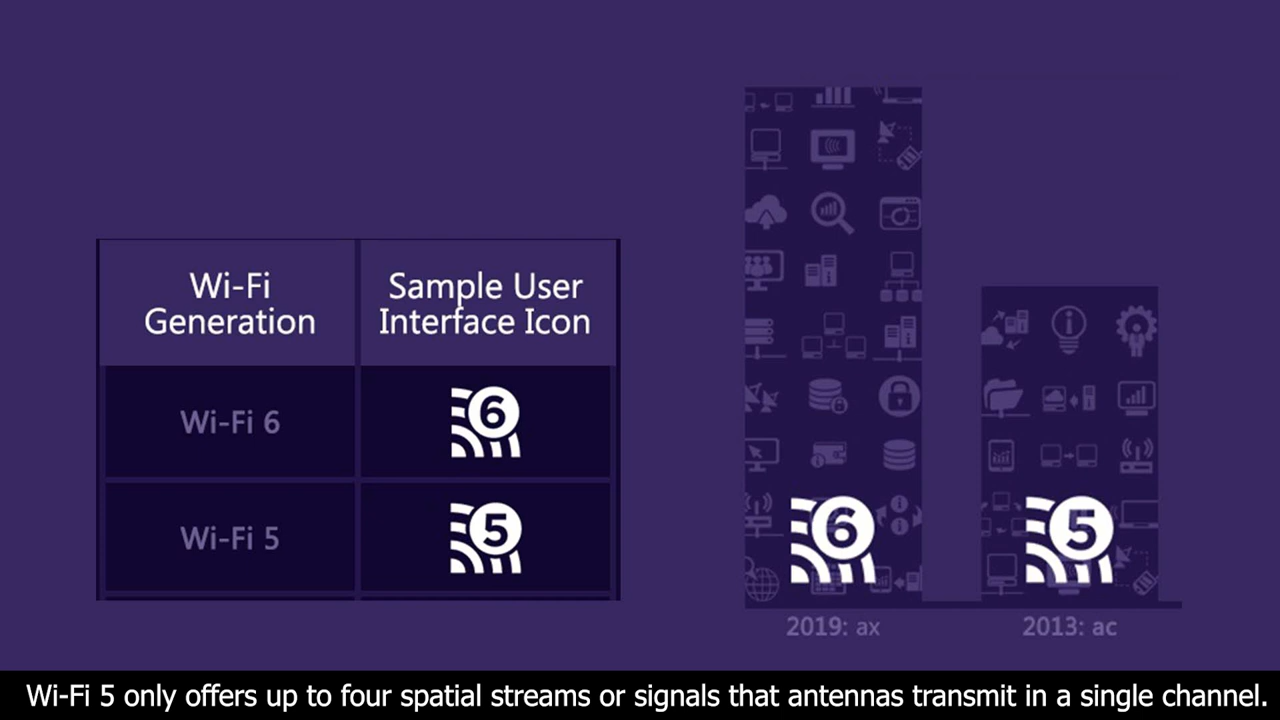 Wi-Fi
Generation
Sample User
Interface Icon
Wi-Fi 6
6
Wi-Fi 5
5
6
5
2019: ax
2013: ac
Wi-Fi 5 only offers up to four spatial streams or signals that antennas transmit in a single channel.